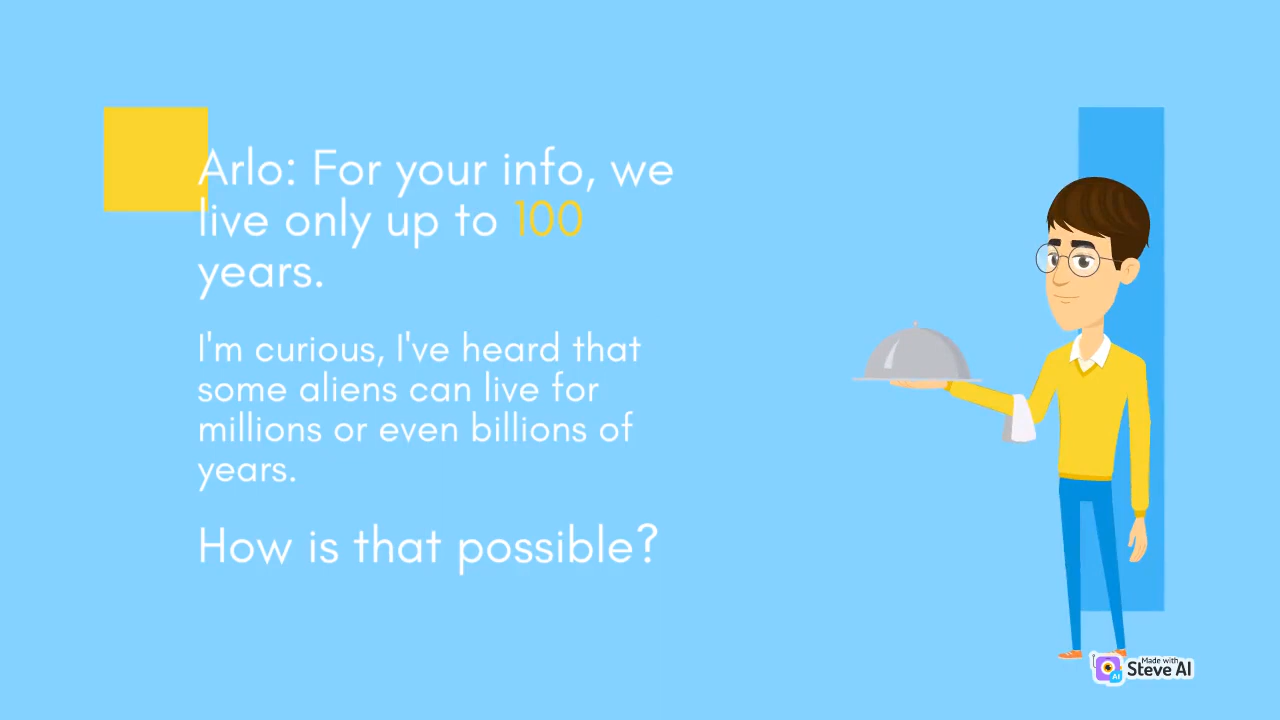 Arlo: For your info, we
live only up to 100
years.
I'm curious, I've heard that
some aliens can live for
millions or even billions of
years.
How is that possible?
Made with
Steve AI
AI